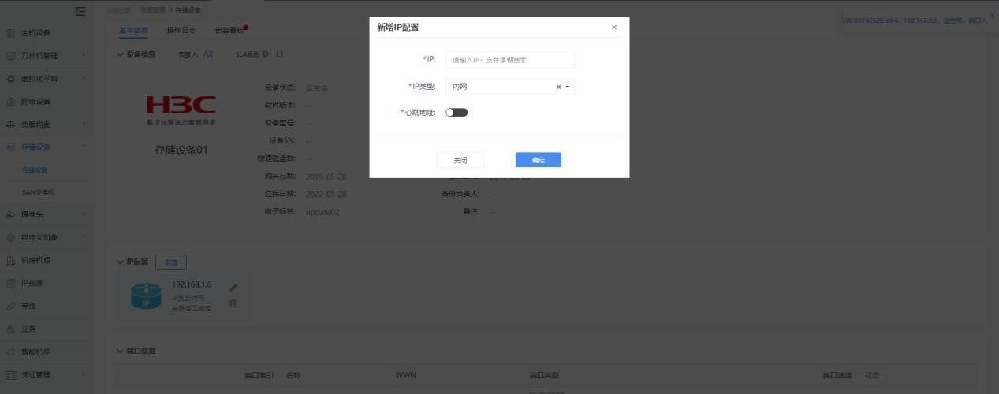 当前位置: 资源配置 > 存储设备
SW-20190526-004、192.168.2.1、监控项: 端口入
主机设备
刀片机管理
虚拟化平台
网络设备
负载均衡
存储设备
存储设备
SAN交换机
摄像头
自定义对象
机房机柜
IP资源
专线
业务
智能机柜
凭证管理
基本信息 操作日志 告警看板
设备信息 负责人: AX SLA级别 : L1
H3C
数字化解决方案领导者
存储设备01
设备状态: 运营中
软件版本: --
设备型号: --
设备SN: --
物理磁盘数: --
购买日期: 2019-05-28
过保日期: 2022-05-28 备份负责人: --
电子标签: update02 备注: --
新增IP配置 ×
*IP: 请输入IP，支持模糊搜索
*IP类型: 内网
*心跳地址:
关闭 确定
IP配置 新增
192.168.1.6
IP
IP类型:内网
来源:手工绑定
端口信息
端口索引 名称 WWN 端口类型 端口速度 状态